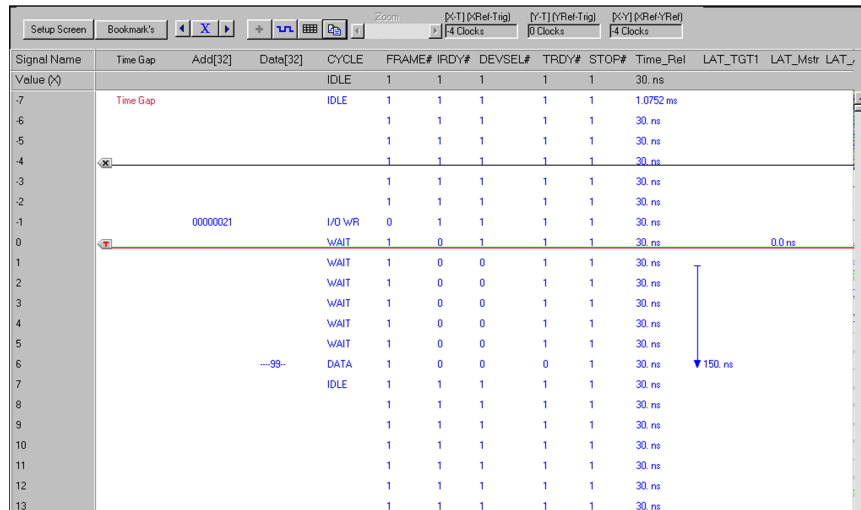 Zoom [X-T] (XRef-Trig) [Y-T] (YRef-Trig) [X-Y] (XRef-YRef)
Setup Screen Bookmark's X -4 Clocks 0 Clocks -4 Clocks
Signal Name Time Gap Add[32] Data[32] CYCLE FRAME# IRDY# DEVSEL# TRDY# STOP# Time_Rel LAT_TGT1 LAT_Mstr LAT_
Value (X) IDLE 1 1 1 1 1 30. ns
-7 Time Gap IDLE 1 1 1 1 1 1.0752 ms
-6 1 1 1 1 1 30. ns
-5 1 1 1 1 1 30. ns
-4 X 1 1 1 1 1 30. ns
-3 1 1 1 1 1 30. ns
-2 1 1 1 1 1 30. ns
-1 00000021 I/O WR 0 1 1 1 1 30. ns
0 T WAIT 1 0 1 1 1 30. ns 0.0 ns
1 WAIT 1 0 0 1 1 30. ns
2 WAIT 1 0 0 1 1 30. ns
3 WAIT 1 0 0 1 1 30. ns
4 WAIT 1 0 0 1 1 30. ns
5 WAIT 1 0 0 1 1 30. ns
6 ----99-- DATA 1 0 0 0 1 30. ns 150. ns
7 IDLE 1 1 1 1 1 30. ns
8 1 1 1 1 1 30. ns
9 1 1 1 1 1 30. ns
10 1 1 1 1 1 30. ns
11 1 1 1 1 1 30. ns
12 1 1 1 1 1 30. ns
13 1 1 1 1 1 30. ns